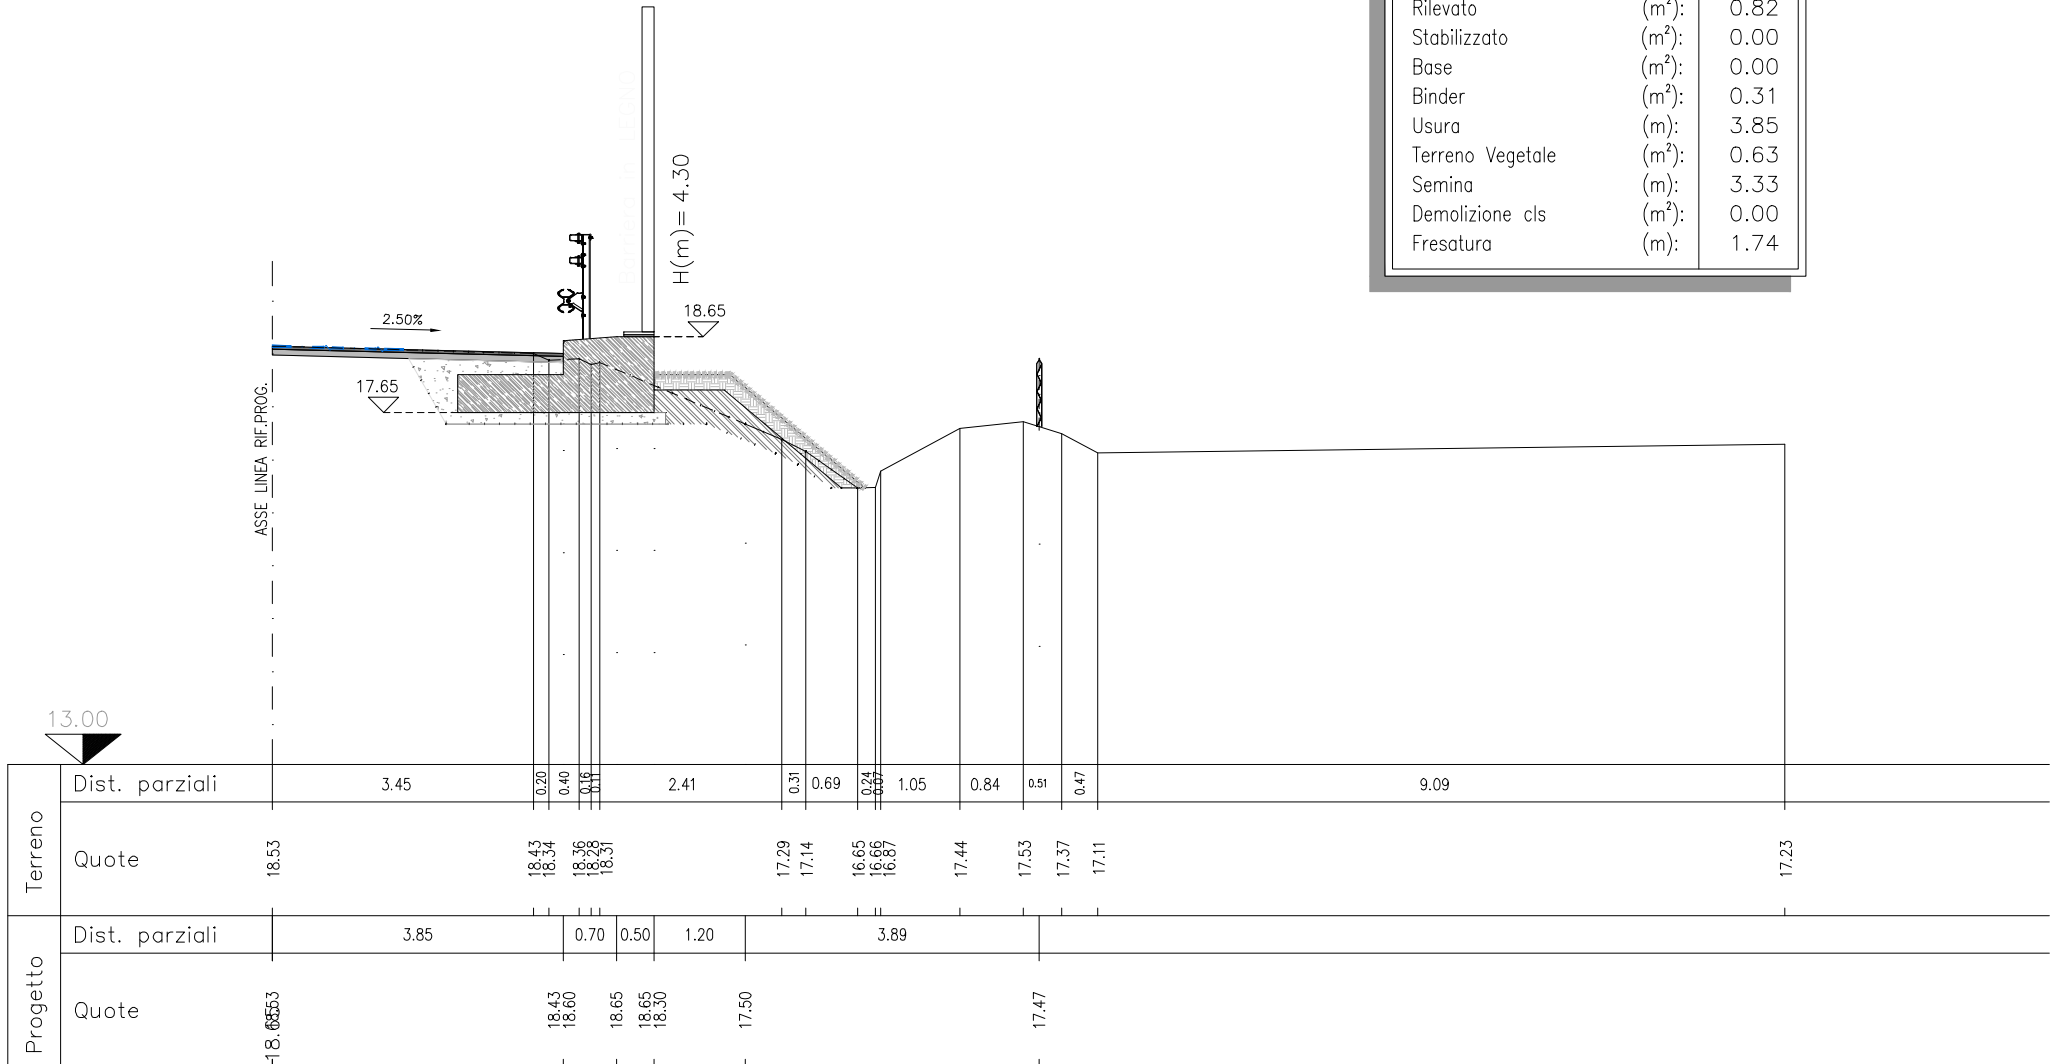 Rilevato (m²): 0.82
Stabilizzato (m²): 0.00
Base (m²): 0.00
Binder (m²): 0.31
Usura (m): 3.85
Terreno Vegetale (m²): 0.63
Semina (m): 3.33
Demolizione cls (m²): 0.00
Fresatura (m): 1.74
H(m)= 4.30
18.65
2.50%
17.65
ASSE LINEA RIF.PROG.
13.00
Terreno
Dist. parziali 3.45 0.20 0.40 0.16 0.11 2.41 0.31 0.69 0.24 0.07 1.05 0.84 0.51 0.47 9.09
Quote 18.53 18.43 18.34 18.36 18.28 18.31 17.29 17.14 16.65 16.66 16.87 17.44 17.53 17.37 17.11 17.23
Progetto
Dist. parziali 3.85 0.70 0.50 1.20 3.89
Quote 18.43 18.60 18.65 18.65 18.30 17.50 17.47